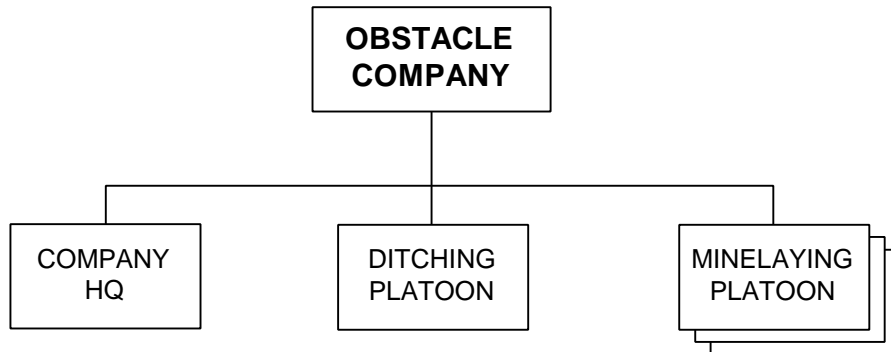 OBSTACLE
COMPANY
COMPANY
HQ
DITCHING
PLATOON
MINELAYING
PLATOON